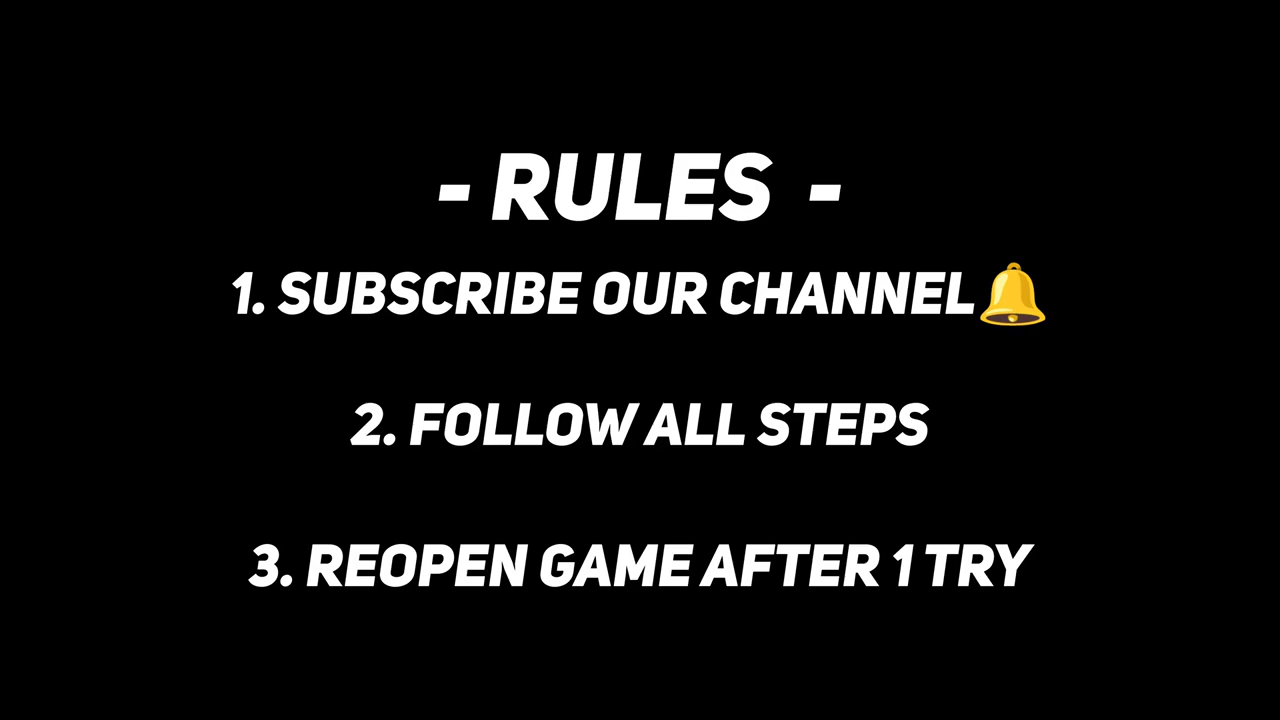 - RULES -
1. SUBSCRIBE OUR CHANNEL🔔
2. FOLLOW ALL STEPS
3. REOPEN GAME AFTER 1 TRY